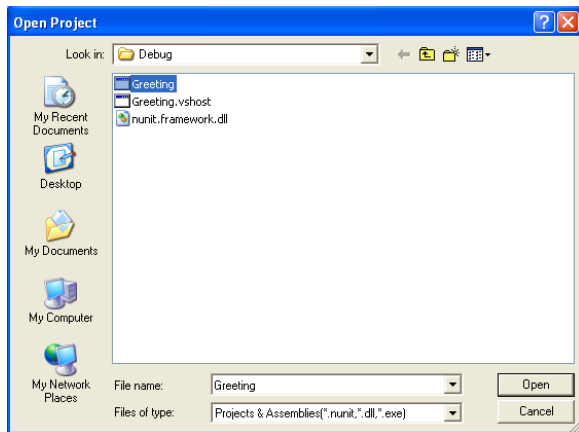 Open Project
Look in: Debug
Greeting
Greeting.vshost
nunit.framework.dll
My Recent
Documents
Desktop
My Documents
My Computer
My Network
Places
File name: Greeting Open
Files of type: Projects & Assemblies(*.nunit,*.dll,*.exe) Cancel